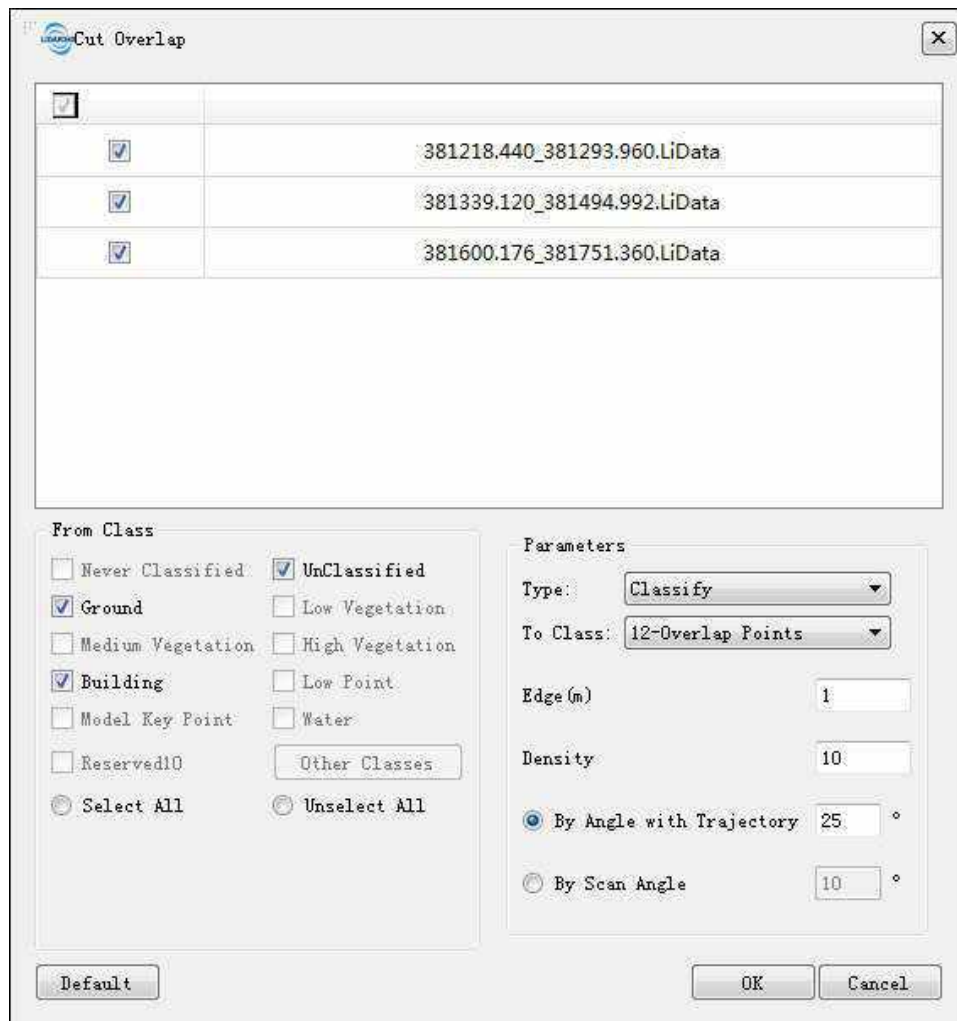 Cut Overlap
381218.440_381293.960.LiData
381339.120_381494.992.LiData
381600.176_381751.360.LiData
From Class
Never Classified UnClassified
Ground Low Vegetation
Medium Vegetation High Vegetation
Building Low Point
Model Key Point Water
Reserved10 Other Classes
Select All Unselect All
Parameters
Type: Classify
To Class: 12-Overlap Points
Edge(m) 1
Density 10
By Angle with Trajectory 25 °
By Scan Angle 10 °
Default OK Cancel